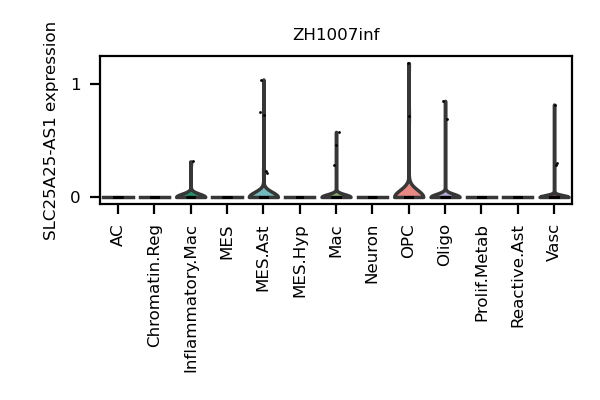 ZH1007inf
SLC25A25-AS1 expression
1
0
AC
Chromatin.Reg
Inflammatory.Mac
MES
MES.Ast
MES.Hyp
Mac
Neuron
OPC
Oligo
Prolif.Metab
Reactive.Ast
Vasc